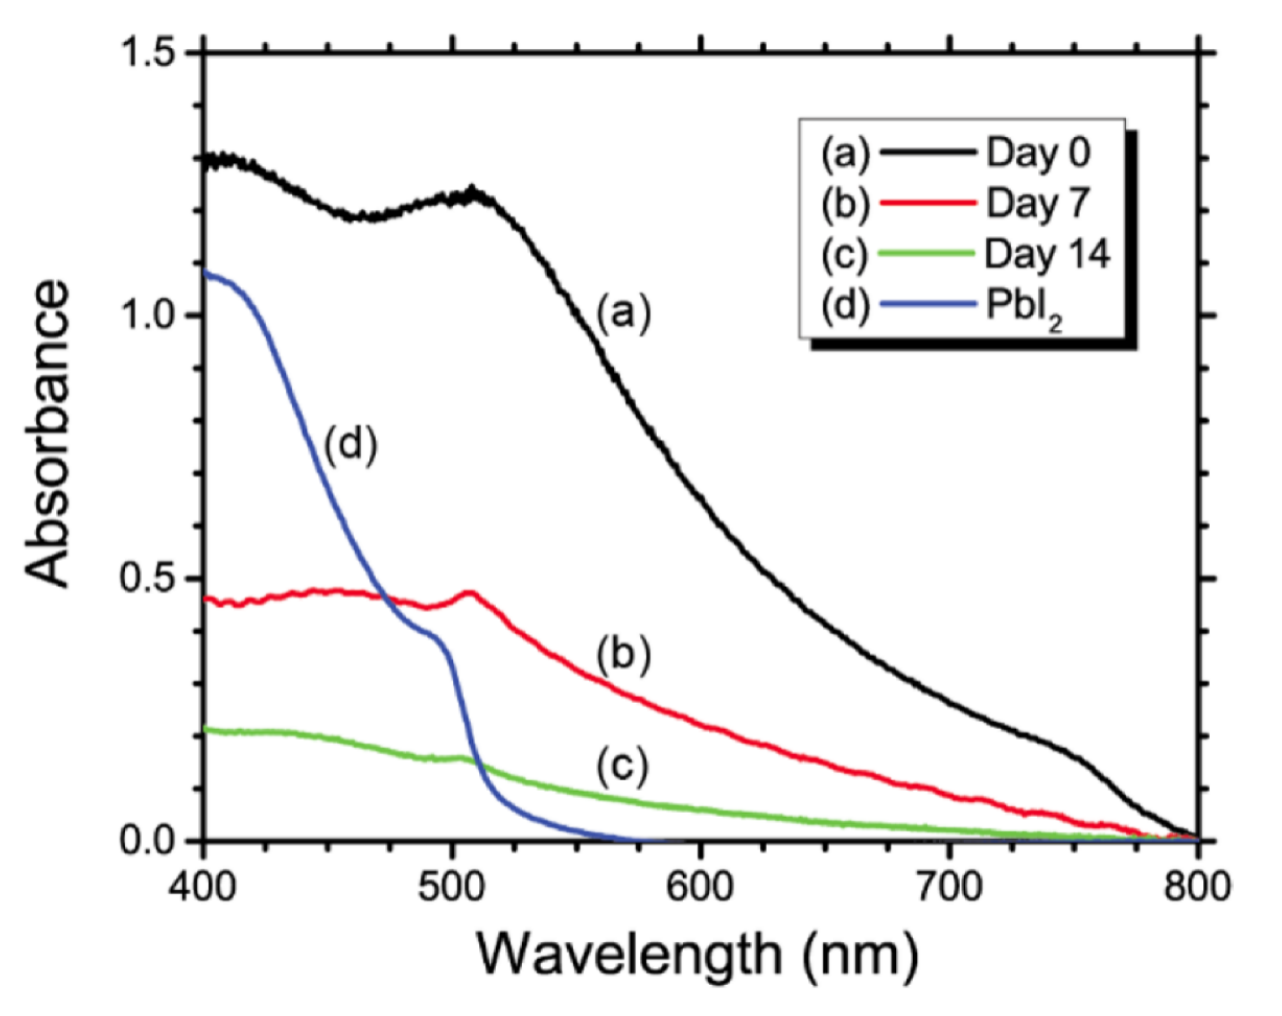 1.5
1.0
0.5
0.0
Absorbance
(a) Day 0
(b) Day 7
(c) Day 14
(d) PbI₂
(a)
(d)
(b)
(c)
400 500 600 700 800
Wavelength (nm)